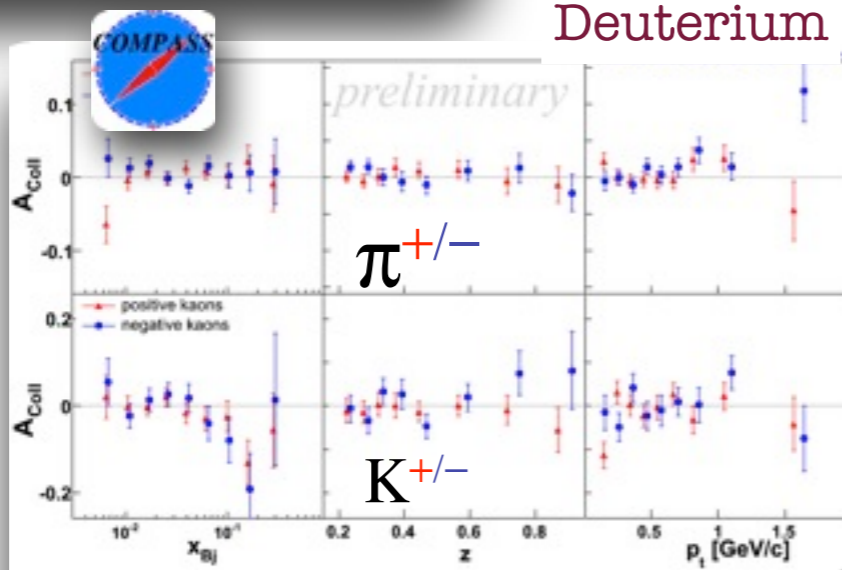 Deuterium
COMPASS
preliminary
A_Coll
0.1
0
-0.1
π+/−
positive kaons
negative kaons
A_Coll
0.2
0
-0.2
K+/−
10⁻² 10⁻¹
x_Bj
0.2 0.4 0.6 0.8
z
0.5 1 1.5
p_t [GeV/c]